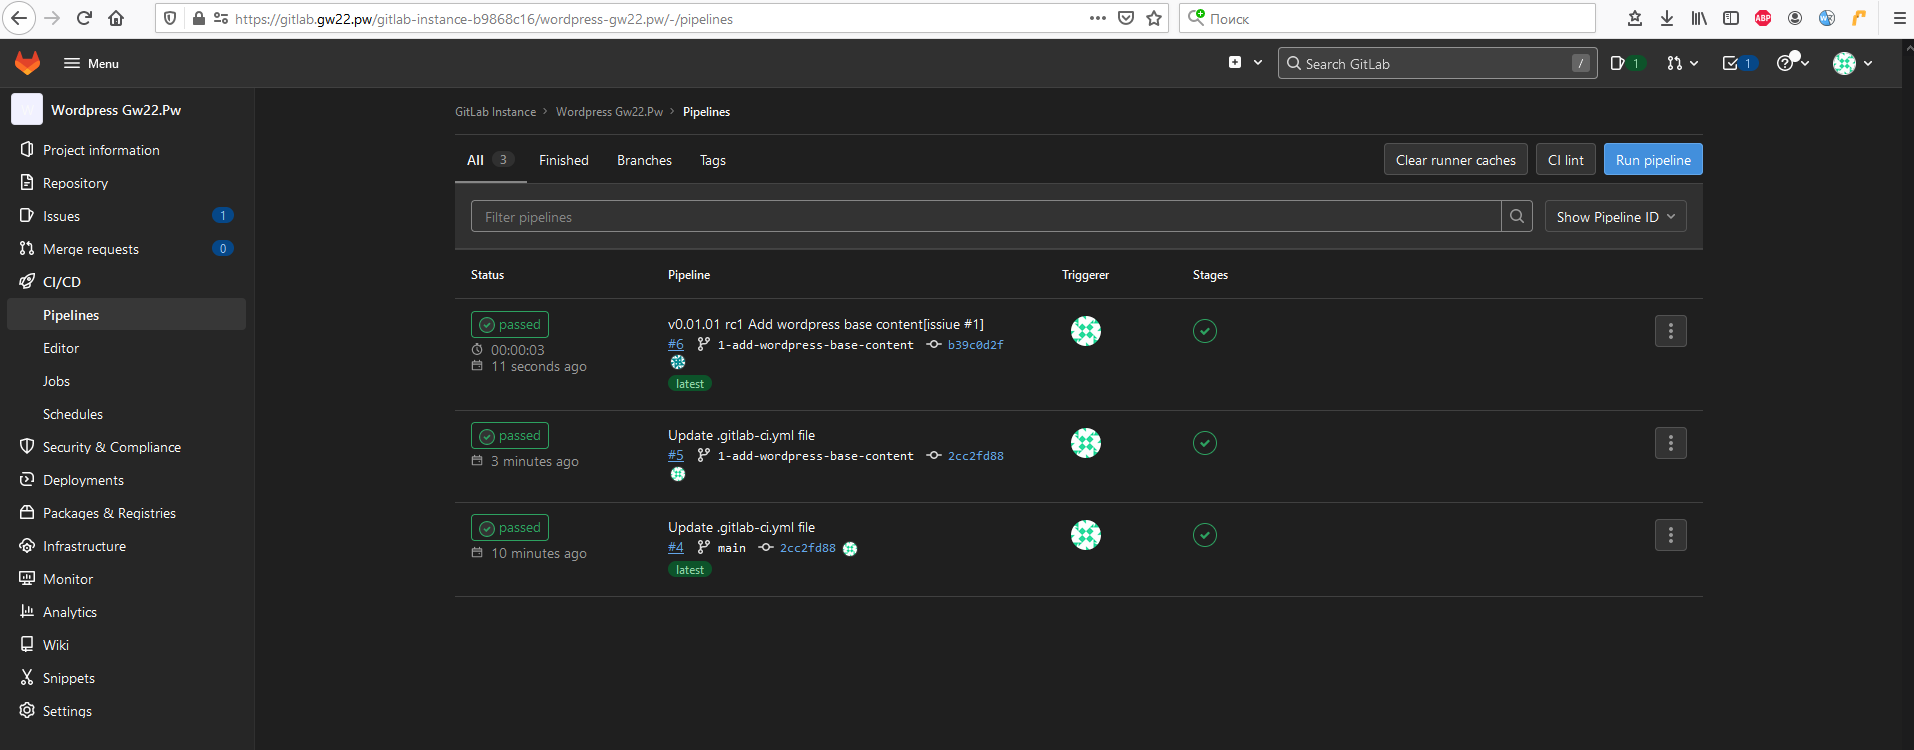 https://gitlab.gw22.pw/gitlab-instance-b9868c16/wordpress-gw22.pw/-/pipelines
Поиск
ABP
Menu
Search GitLab
/
1
1
Wordpress Gw22.Pw
Project information
Repository
Issues 1
Merge requests 0
CI/CD
Pipelines
Editor
Jobs
Schedules
Security & Compliance
Deployments
Packages & Registries
Infrastructure
Monitor
Analytics
Wiki
Snippets
Settings
GitLab Instance › Wordpress Gw22.Pw › Pipelines
All 3 Finished Branches Tags Clear runner caches CI lint Run pipeline
Filter pipelines Show Pipeline ID
Status Pipeline Triggerer Stages
passed
00:00:03
11 seconds ago
v0.01.01 rc1 Add wordpress base content[issiue #1]
#6 1-add-wordpress-base-content b39c0d2f
latest
passed
3 minutes ago
Update .gitlab-ci.yml file
#5 1-add-wordpress-base-content 2cc2fd88
passed
10 minutes ago
Update .gitlab-ci.yml file
#4 main 2cc2fd88
latest